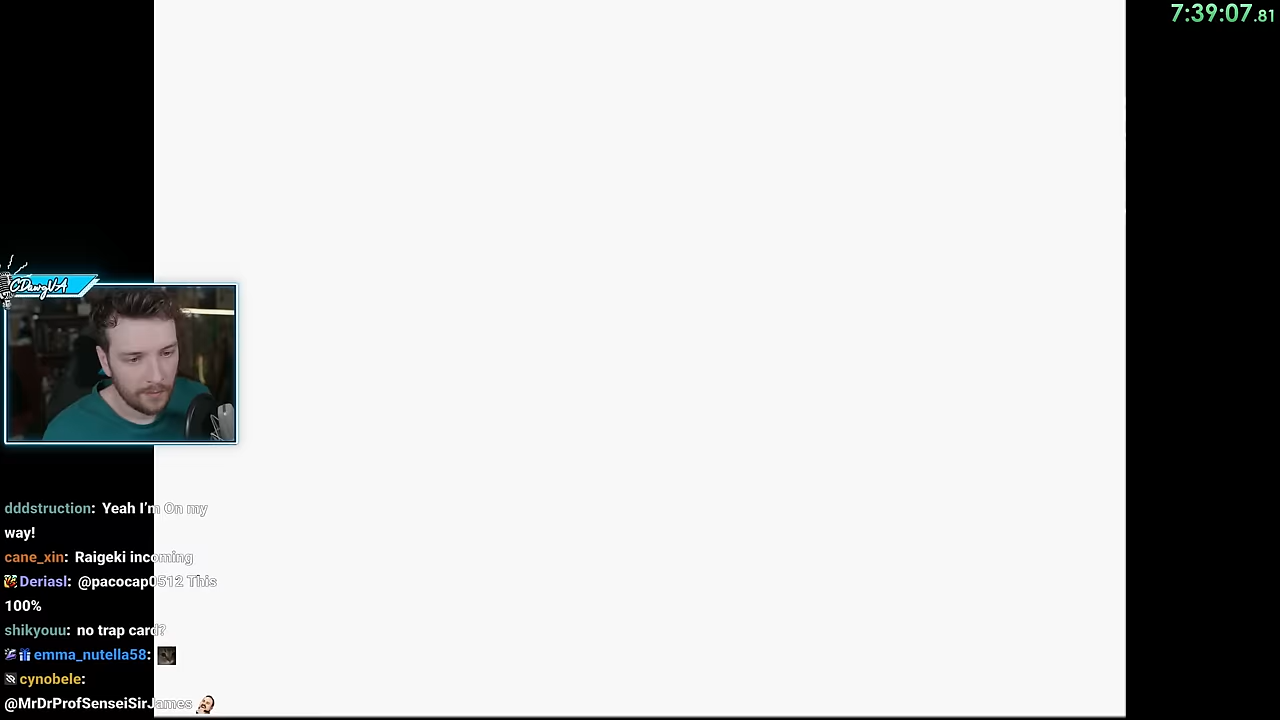 7:39:07.81
CDawgVA
dddstruction: Yeah I'm On my
way!
cane_xin: Raigeki incoming
Deriasl: @pacocap0512 This
100%
shikyouu: no trap card?
emma_nutella58:
cynobele:
@MrDrProfSenseiSirJames